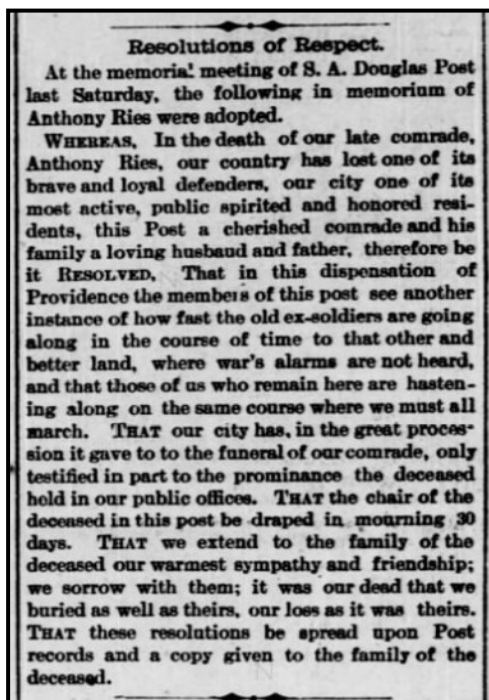 Resolutions of Respect.
At the memorial meeting of S. A. Douglas Post
last Saturday, the following in memoriam of
Anthony Ries were adopted.
WHEREAS, In the death of our late comrade,
Anthony Ries, our country has lost one of its
brave and loyal defenders, our city one of its
most active, public spirited and honored resi-
dents, this Post a cherished comrade and his
family a loving husband and father, therefore be
it RESOLVED, That in this dispensation of
Providence the members of this post see another
instance of how fast the old ex-soldiers are going
along in the course of time to that other and
better land, where war's alarms are not heard,
and that those of us who remain here are hasten-
ing along on the same course where we must all
march. THAT our city has, in the great proces-
sion it gave to to the funeral of our comrade, only
testified in part to the prominance the deceased
held in our public offices. THAT the chair of the
deceased in this post be draped in mourning 30
days. THAT we extend to the family of the
deceased our warmest sympathy and friendship;
we sorrow with them; it was our dead that we
buried as well as theirs, our loss as it was theirs.
THAT these resolutions be spread upon Post
records and a copy given to the family of the
deceased.